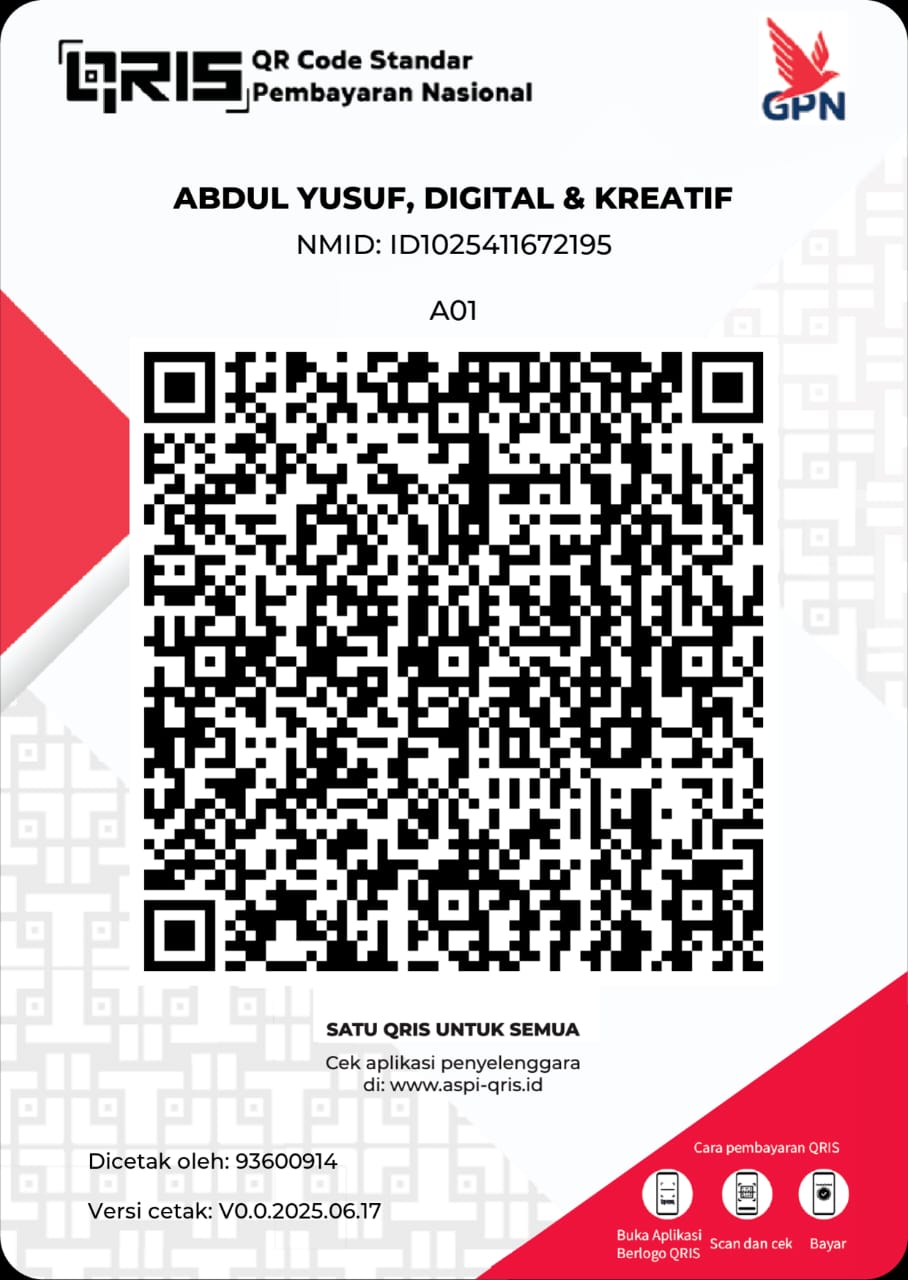 QRIS
QR Code Standar
Pembayaran Nasional
GPN
ABDUL YUSUF, DIGITAL & KREATIF
NMID: ID1025411672195
A01
SATU QRIS UNTUK SEMUA
Cek aplikasi penyelenggara
di: www.aspi-qris.id
Dicetak oleh: 93600914
Versi cetak: V0.0.2025.06.17
Cara pembayaran QRIS
Buka Aplikasi
Berlogo QRIS
Scan dan cek
Bayar